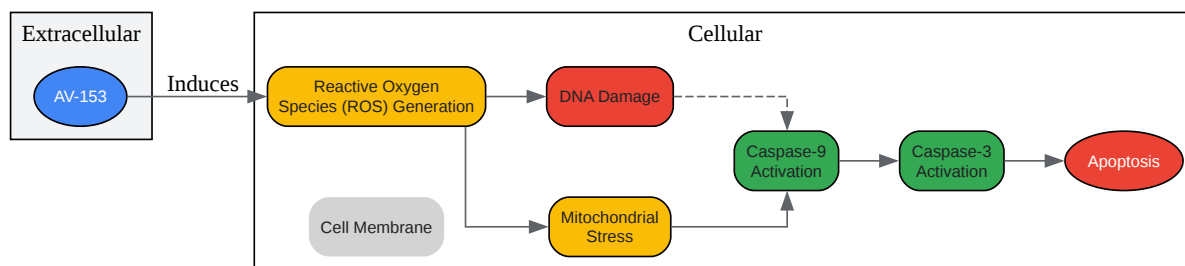 Extracellular
AV-153
Induces
Cellular
Reactive Oxygen
Species (ROS) Generation
DNA Damage
Caspase-9
Activation
Caspase-3
Activation
Apoptosis
Cell Membrane
Mitochondrial
Stress